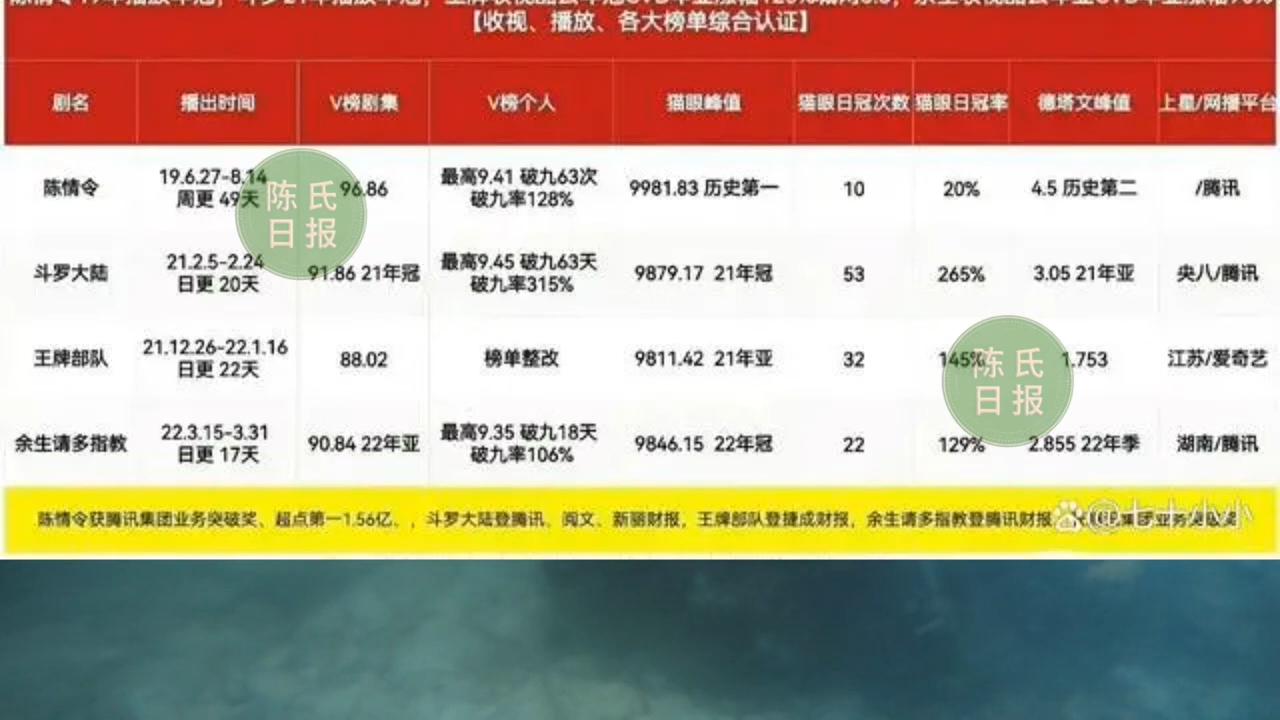 【收视、播放、各大榜单综合认证】
剧名 播出时间 V榜剧集 V榜个人 猫眼峰值 猫眼日冠次数 猫眼日冠率 德塔文峰值 上星/网播平台
陈情令 19.6.27-8.14 周更 49天 96.86 最高9.41 破九63次 破九率128% 9981.83 历史第一 10 20% 4.5 历史第二 /腾讯
斗罗大陆 21.2.5-2.24 日更 20天 91.86 21年冠 最高9.45 破九63天 破九率315% 9879.17 21年冠 53 265% 3.05 21年亚 央八/腾讯
王牌部队 21.12.26-22.1.16 日更 22天 88.02 榜单整改 9811.42 21年亚 32 145% 1.753 江苏/爱奇艺
余生请多指教 22.3.15-3.31 日更 17天 90.84 22年亚 最高9.35 破九18天 破九率106% 9846.15 22年冠 22 129% 2.855 22年季 湖南/腾讯
陈情令获腾讯集团业务突破奖、超点第一1.56亿、，斗罗大陆登腾讯、阅文、新丽财报，王牌部队登捷成财报，余生请多指教登腾讯财报
陈氏
日报
陈氏
日报